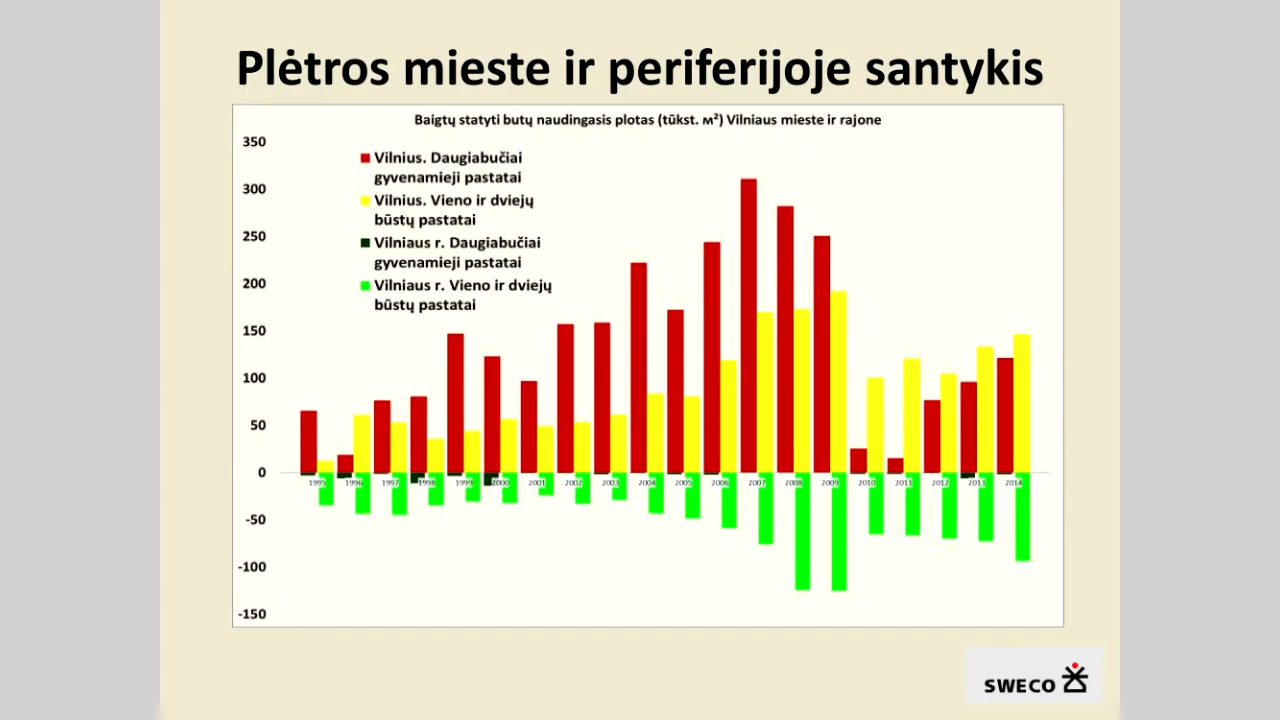 Plėtros mieste ir periferijoje santykis
Baigtų statyti butų naudingasis plotas (tūkst. м²) Vilniaus mieste ir rajone
350
300
250
200
150
100
50
0
-50
-100
-150
Vilnius. Daugiabučiai
gyvenamieji pastatai
Vilnius. Vieno ir dviejų
būstų pastatai
Vilniaus r. Daugiabučiai
gyvenamieji pastatai
Vilniaus r. Vieno ir dviejų
būstų pastatai
1995 1996 1997 1998 1999 2000 2001 2002 2003 2004 2005 2006 2007 2008 2009 2010 2011 2012 2013 2014
SWECO